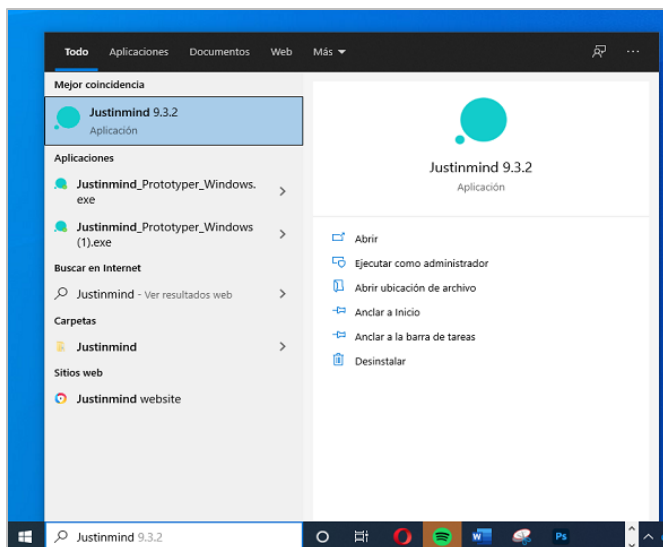 Todo Aplicaciones Documentos Web Más
Mejor coincidencia
Justinmind 9.3.2
Aplicación
Aplicaciones
Justinmind_Prototyper_Windows.
exe
Justinmind_Prototyper_Windows
(1).exe
Buscar en Internet
Justinmind - Ver resultados web
Carpetas
Justinmind
Sitios web
Justinmind website
Justinmind 9.3.2
Aplicación
Abrir
Ejecutar como administrador
Abrir ubicación de archivo
Anclar a Inicio
Anclar a la barra de tareas
Desinstalar
Justinmind 9.3.2
W
Ps